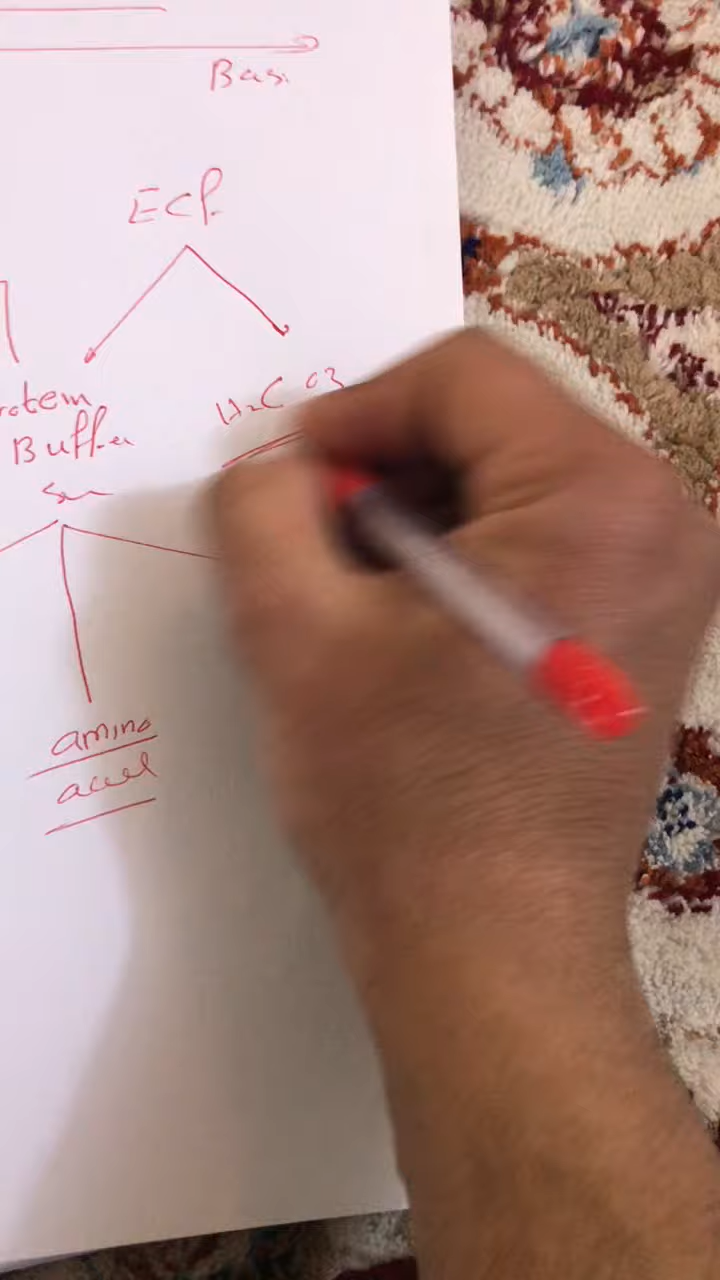 Basi
ECF
rotein
Buffer
H2CO3
amino
acid